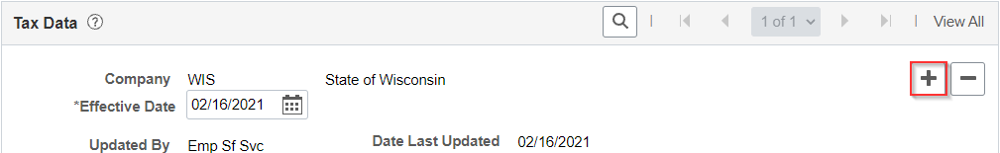 Tax Data ? 1 of 1 View All
Company WIS State of Wisconsin
*Effective Date 02/16/2021
Updated By Emp Sf Svc Date Last Updated 02/16/2021